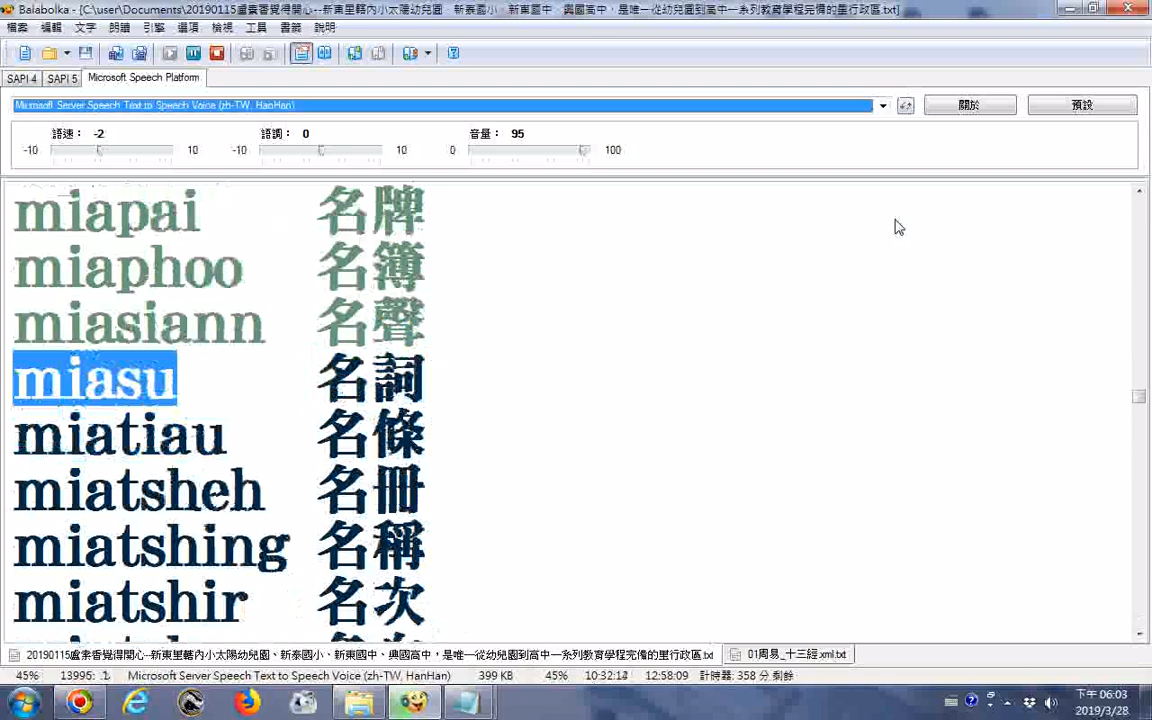 Balabolka - [C:\user\Documents\20190115盧素香覺得開心--新東里轄內小太陽幼兒園、新泰國小、新東國中、興國高中，是唯一從幼兒園到高中一系列教育學程完備的里行政區.txt]
檔案 編輯 文字 朗讀 引擎 選項 檢視 工具 書籤 說明
SAPI 4 SAPI 5 Microsoft Speech Platform
Microsoft Server Speech Text to Speech Voice (zh-TW, HanHan) 關於 預設
語速： -2 語調： 0 音量： 95
-10 10 -10 10 0 100
miapai 名牌
miaphoo 名簿
miasiann 名聲
miasu 名詞
miatiau 名條
miatsheh 名冊
miatshing 名稱
miatshir 名次
20190115盧素香覺得開心--新東里轄內小太陽幼兒園、新泰國小、新東國中、興國高中，是唯一從幼兒園到高中一系列教育學程完備的里行政區.txt 01周易_十三經.xml.txt
45% 13995: 1 Microsoft Server Speech Text to Speech Voice (zh-TW, HanHan) 399 KB 45% 10:32:14 12:58:09 計時器: 358 分 剩餘
下午 06:03
2019/3/28